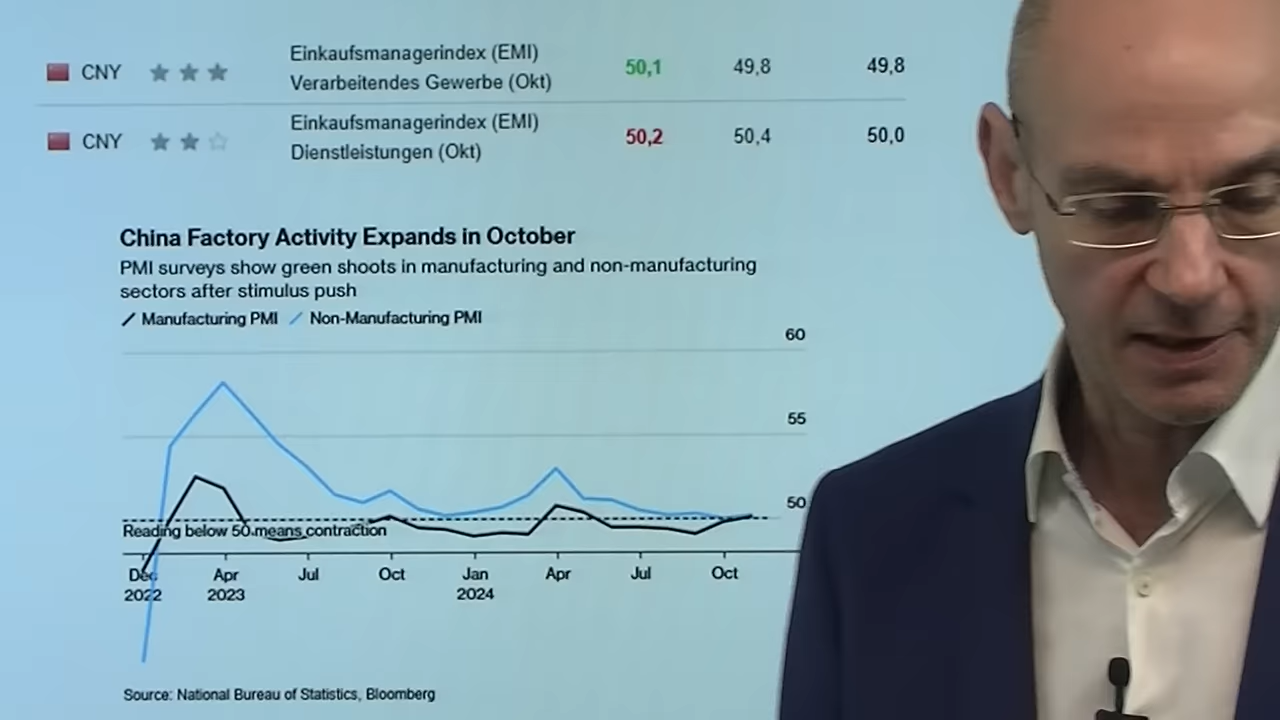 CNY
Einkaufsmanagerindex (EMI)
Verarbeitendes Gewerbe (Okt)
50,1 49,8 49,8
CNY
Einkaufsmanagerindex (EMI)
Dienstleistungen (Okt)
50,2 50,4 50,0
China Factory Activity Expands in October
PMI surveys show green shoots in manufacturing and non-manufacturing
sectors after stimulus push
Manufacturing PMI Non-Manufacturing PMI
60
55
50
Reading below 50 means contraction
Dec Apr Jul Oct Jan Apr Jul Oct
2022 2023 2024
Source: National Bureau of Statistics, Bloomberg